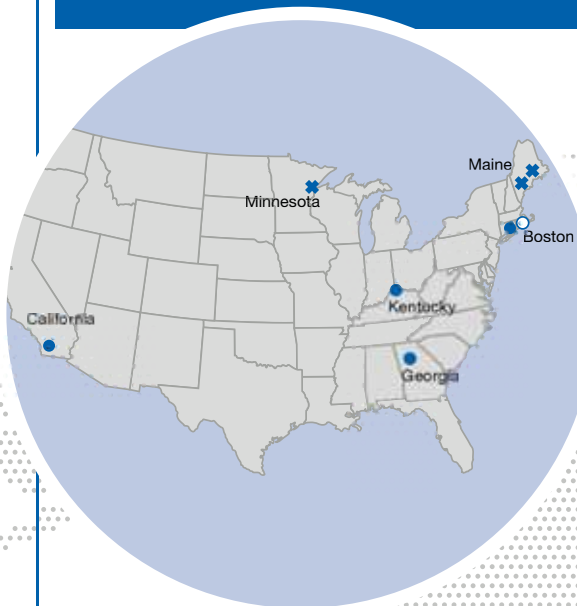 Maine
Minnesota
Boston
Kentucky
California
Georgia